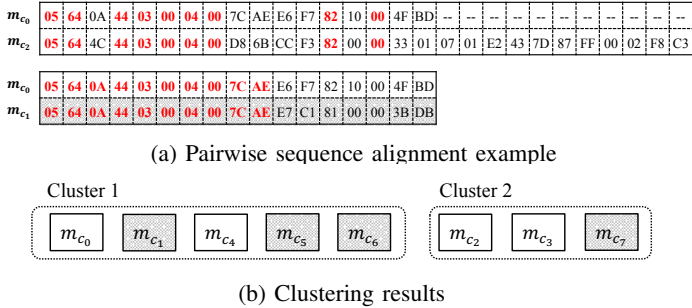 m_c0 05 64 0A 44 03 00 04 00 7C AE E6 F7 82 10 00 4F BD -- -- -- -- -- -- -- -- -- -- --
m_c2 05 64 4C 44 03 00 04 00 D8 6B CC F3 82 00 00 33 01 07 01 E2 43 7D 87 FF 00 02 F8 C3
m_c0 05 64 0A 44 03 00 04 00 7C AE E6 F7 82 10 00 4F BD
m_c1 05 64 0A 44 03 00 04 00 7C AE E7 C1 81 00 00 3B DB
(a) Pairwise sequence alignment example
Cluster 1 Cluster 2
m_c0 m_c1 m_c4 m_c5 m_c6 m_c2 m_c3 m_c7
(b) Clustering results